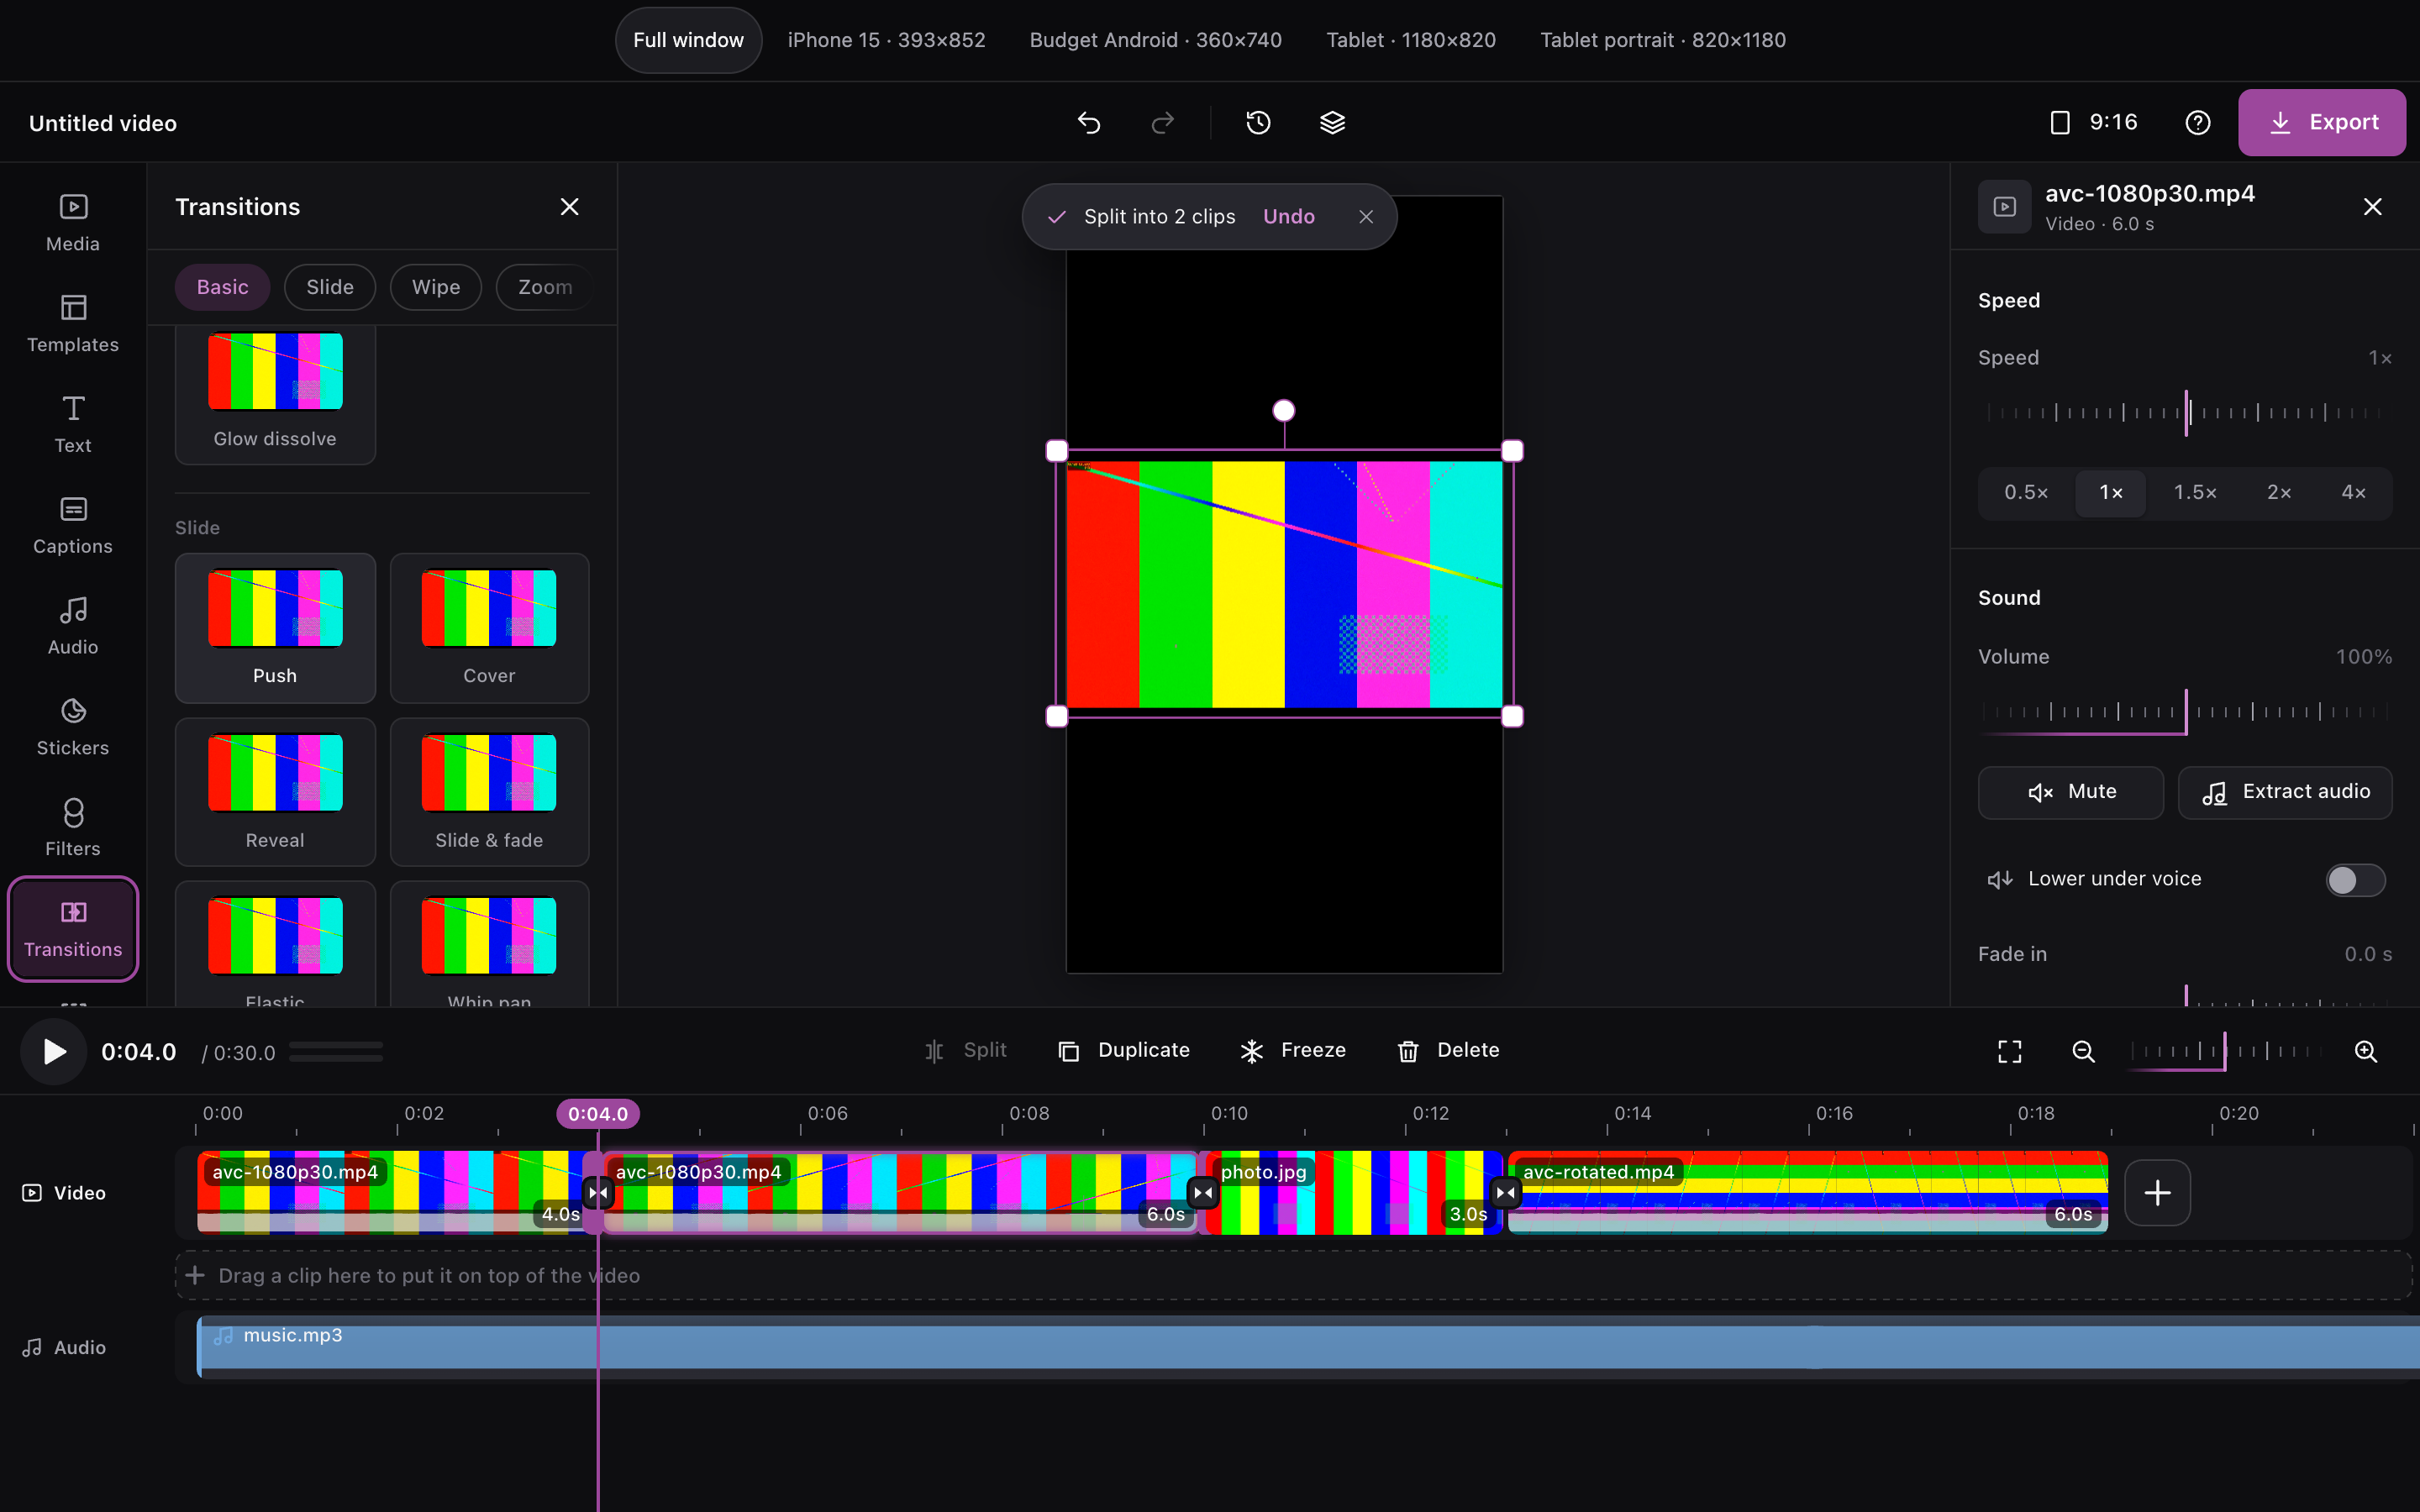 Full window
iPhone 15 · 393×852
Budget Android · 360×740
Tablet · 1180×820
Tablet portrait · 820×1180
Untitled video
9:16
Export
Media
Templates
Text
Captions
Audio
Stickers
Filters
Transitions
Transitions
Basic
Slide
Wipe
Zoom
Glow dissolve
Slide
Push
Cover
Reveal
Slide & fade
Elastic
Whip pan
Split into 2 clips
Undo
avc-1080p30.mp4
Video · 6.0 s
Speed
Speed
1×
0.5×
1×
1.5×
2×
4×
Sound
Volume
100%
Mute
Extract audio
Lower under voice
Fade in
0.0 s
0:04.0
/ 0:30.0
Split
Duplicate
Freeze
Delete
0:00
0:02
0:04.0
0:06
0:08
0:10
0:12
0:14
0:16
0:18
0:20
Video
avc-1080p30.mp4
4.0s
avc-1080p30.mp4
6.0s
photo.jpg
3.0s
avc-rotated.mp4
6.0s
Drag a clip here to put it on top of the video
Audio
music.mp3